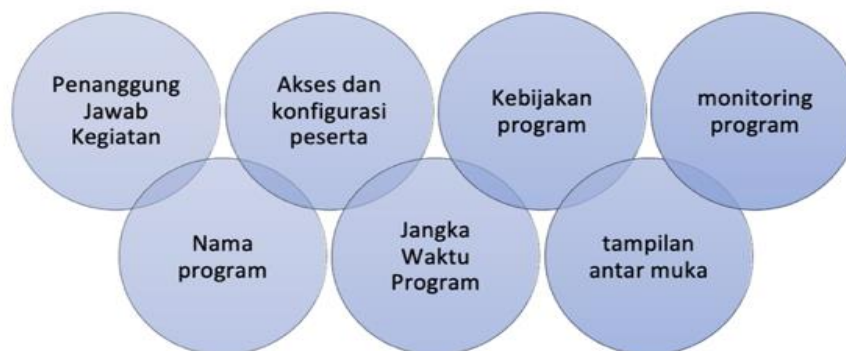 Penanggung
Jawab
Kegiatan
Nama
program
Akses dan
konfigurasi
peserta
Jangka
Waktu
Program
Kebijakan
program
tampilan
antar muka
monitoring
program